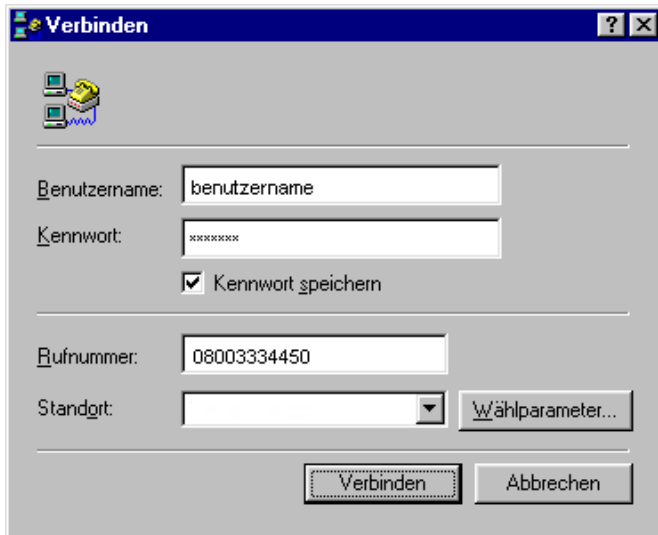 Verbinden
Benutzername: benutzername
Kennwort: *******
Kennwort speichern
Rufnummer: 08003334450
Standort: Wählparameter...
Verbinden Abbrechen